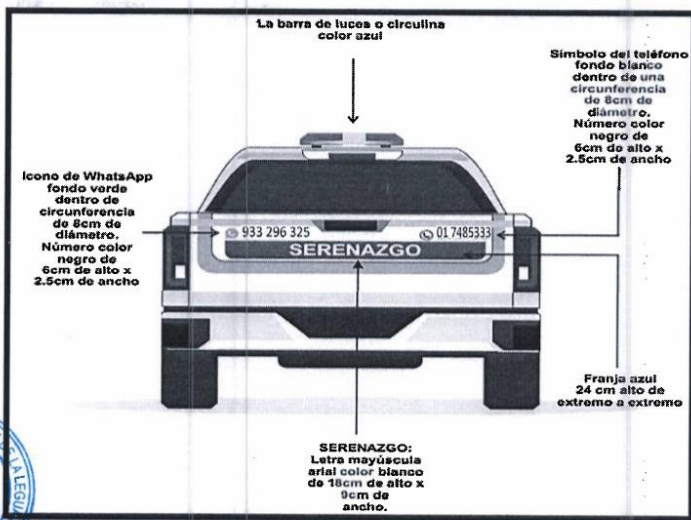 La barra de luces o circulina
color azul
Símbolo del teléfono
fondo blanco
dentro de una
circunferencia
de 8cm de
diámetro.
Número color
negro de
6cm de alto x
2.5cm de ancho
Icono de WhatsApp
fondo verde
dentro de
circunferencia
de 8cm de
diámetro.
Número color
negro de
6cm de alto x
2.5cm de ancho
933 296 325
01 7485333
SERENAZGO
Franja azul
24 cm alto de
extremo a extremo
SERENAZGO:
Letra mayúscula
arial color blanco
de 18cm de alto x
9cm de
ancho.